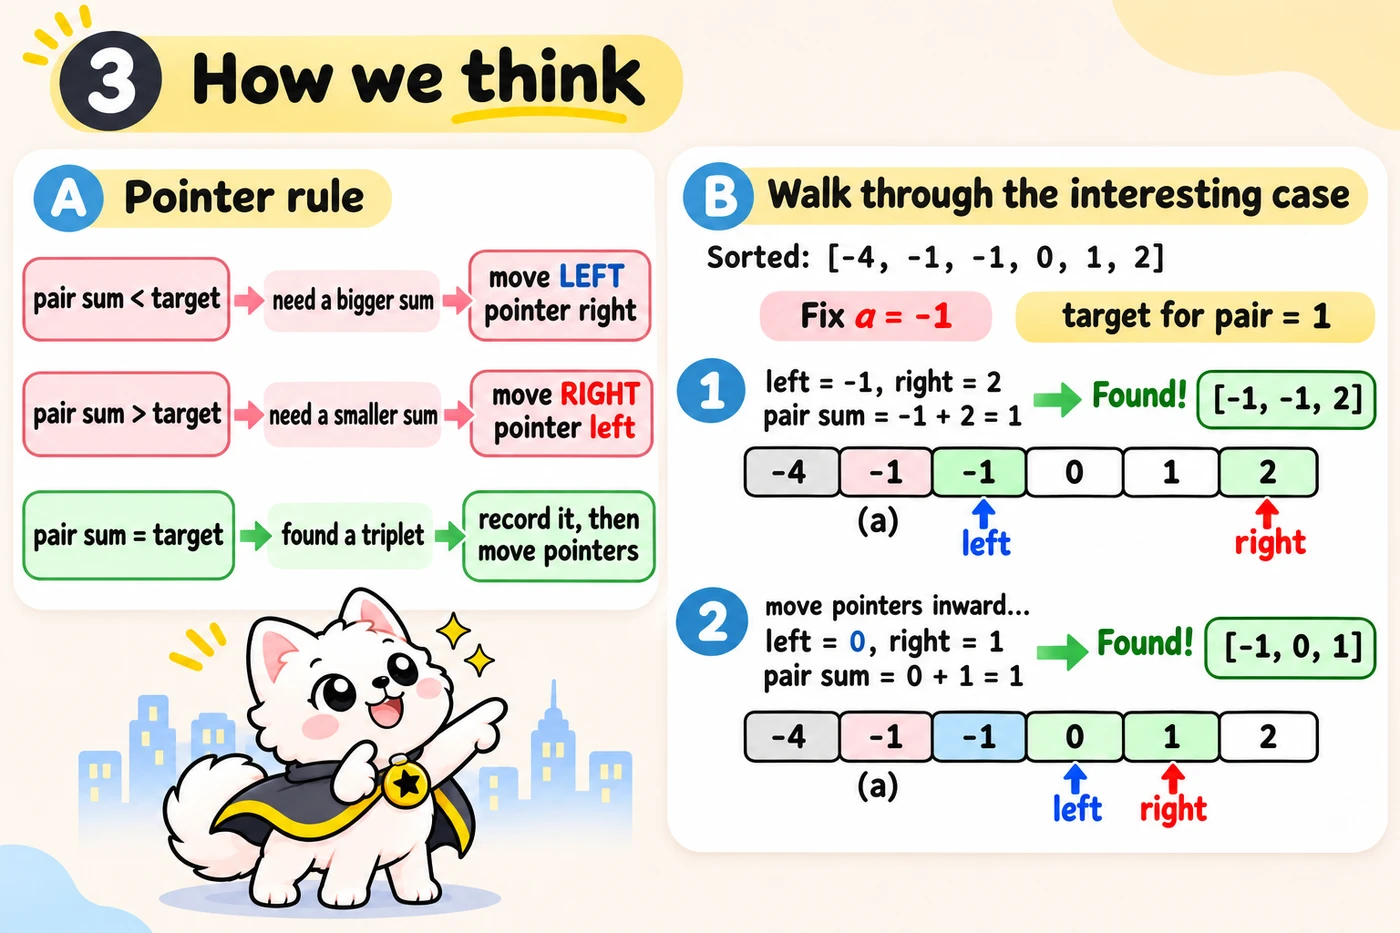 3 How we think
A Pointer rule
pair sum < target
need a bigger sum
move LEFT
pointer right
pair sum > target
need a smaller sum
move RIGHT
pointer left
pair sum = target
found a triplet
record it, then
move pointers
B Walk through the interesting case
Sorted: [-4, -1, -1, 0, 1, 2]
Fix a = -1
target for pair = 1
1
left = -1, right = 2
pair sum = -1 + 2 = 1
Found!
[-1, -1, 2]
-4 -1 -1 0 1 2
(a)
left
right
2
move pointers inward...
left = 0, right = 1
pair sum = 0 + 1 = 1
Found!
[-1, 0, 1]
-4 -1 -1 0 1 2
(a)
left
right